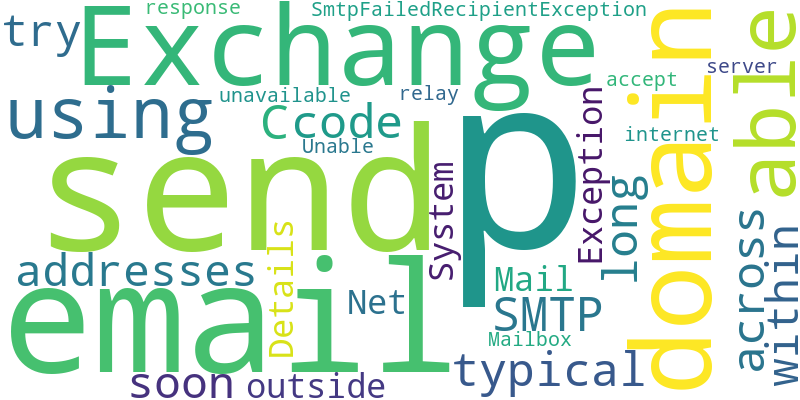 response
SmtpFailedRecipientException
try
Exchange
domain
able
server
accept
using
unavailable
relay
Ccode
internet
Unable
send
p
Exception
System
long
across
within
addresses
Details
Mail
Net
SMTP
email
Mailbox
typical
soon
outside